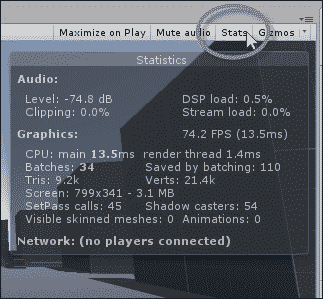 Maximize on Play Mute audio Stats Gizmos
Statistics
Audio:
Level: -74.8 dB DSP load: 0.5%
Clipping: 0.0% Stream load: 0.0%
Graphics: 74.2 FPS (13.5ms)
CPU: main 13.5ms render thread 1.4ms
Batches: 34 Saved by batching: 110
Tris: 9.2k Verts: 21.4k
Screen: 799x341 - 3.1 MB
SetPass calls: 45 Shadow casters: 54
Visible skinned meshes: 0 Animations: 0
Network: (no players connected)